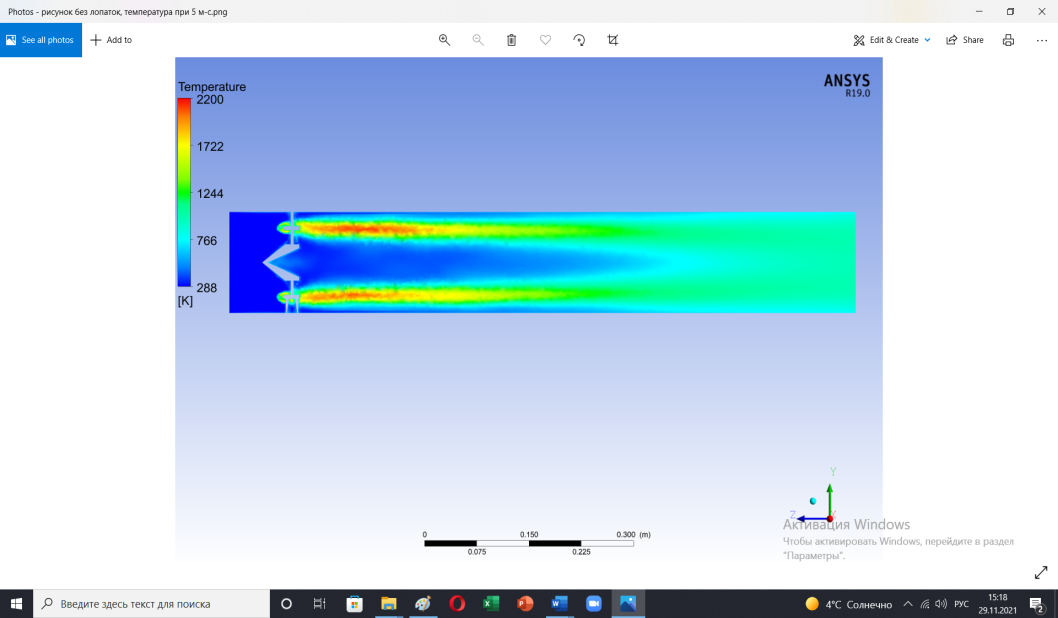 Photos - рисунок без лопаток, температура при 5 м-с.png
See all photos
Add to
Edit & Create
Share
Temperature
2200
1722
1244
766
288
[K]
ANSYS
R19.0
0
0.150
0.300 (m)
0.075
0.225
Y
Z
Активация Windows
Чтобы активировать Windows, перейдите в раздел
"Параметры".
Введите здесь текст для поиска
4°C Солнечно
РУС
15:18
29.11.2021
2